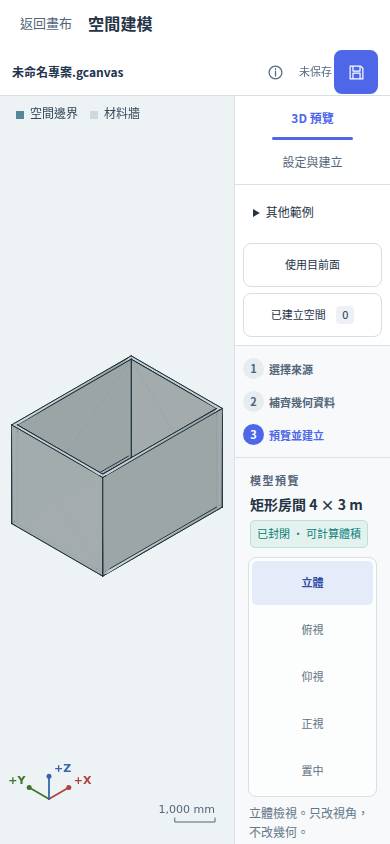 返回畫布 空間建模
未命名專案.gcanvas
未保存
空間邊界 材料牆
3D 預覽
設定與建立
其他範例
使用目前面
已建立空間 0
1 選擇來源
2 補齊幾何資料
3 預覽並建立
模型預覽
矩形房間 4 × 3 m
已封閉・可計算體積
立體
俯視
仰視
正視
置中
立體檢視。只改視角，
不改幾何。
+Z
+Y +X
1,000 mm